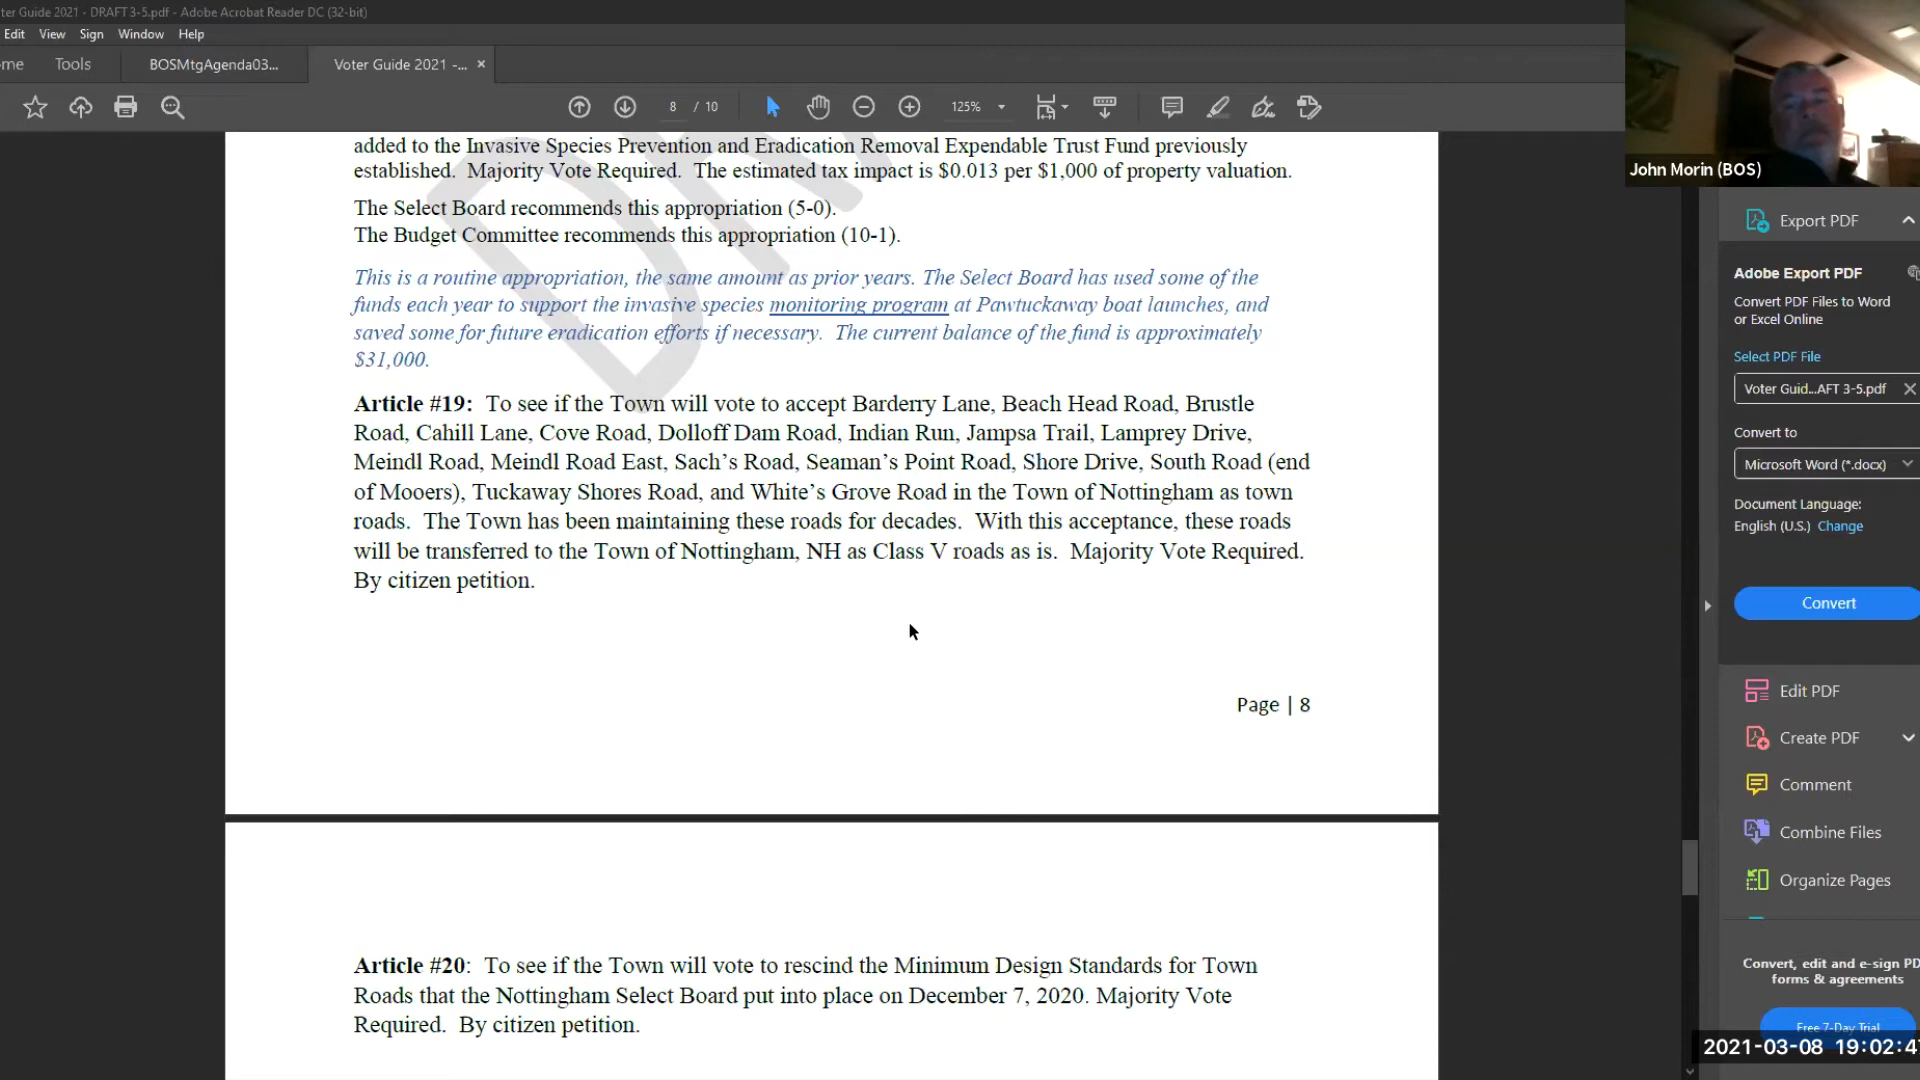 ter Guide 2021 - DRAFT 3-5.pdf - Adobe Acrobat Reader DC (32-bit)
Edit View Sign Window Help
me Tools BOSMtgAgenda03... Voter Guide 2021 -... ×
8 / 10 125%
John Morin (BOS)
added to the Invasive Species Prevention and Eradication Removal Expendable Trust Fund previously
established. Majority Vote Required. The estimated tax impact is $0.013 per $1,000 of property valuation.
The Select Board recommends this appropriation (5-0).
The Budget Committee recommends this appropriation (10-1).
This is a routine appropriation, the same amount as prior years. The Select Board has used some of the
funds each year to support the invasive species monitoring program at Pawtuckaway boat launches, and
saved some for future eradication efforts if necessary. The current balance of the fund is approximately
$31,000.
Article #19: To see if the Town will vote to accept Barderry Lane, Beach Head Road, Brustle
Road, Cahill Lane, Cove Road, Dolloff Dam Road, Indian Run, Jampsa Trail, Lamprey Drive,
Meindl Road, Meindl Road East, Sach's Road, Seaman's Point Road, Shore Drive, South Road (end
of Mooers), Tuckaway Shores Road, and White's Grove Road in the Town of Nottingham as town
roads. The Town has been maintaining these roads for decades. With this acceptance, these roads
will be transferred to the Town of Nottingham, NH as Class V roads as is. Majority Vote Required.
By citizen petition.
Page | 8
Article #20: To see if the Town will vote to rescind the Minimum Design Standards for Town
Roads that the Nottingham Select Board put into place on December 7, 2020. Majority Vote
Required. By citizen petition.
Export PDF
Adobe Export PDF
Convert PDF Files to Word
or Excel Online
Select PDF File
Voter Guid...AFT 3-5.pdf
Convert to
Microsoft Word (*.docx)
Document Language:
English (U.S.) Change
Convert
Edit PDF
Create PDF
Comment
Combine Files
Organize Pages
Convert, edit and e-sign PD
forms & agreements
Free 7-Day Trial
2021-03-08 19:02:47